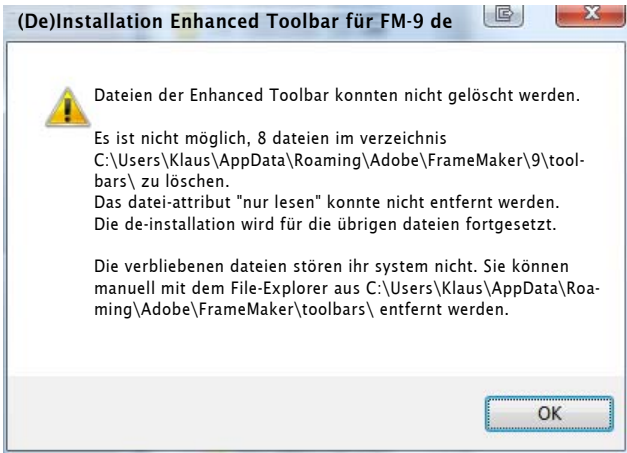 (De)Installation Enhanced Toolbar für FM-9 de
Dateien der Enhanced Toolbar konnten nicht gelöscht werden.
Es ist nicht möglich, 8 dateien im verzeichnis
C:\Users\Klaus\AppData\Roaming\Adobe\FrameMaker\9\tool-
bars\ zu löschen.
Das datei-attribut "nur lesen" konnte nicht entfernt werden.
Die de-installation wird für die übrigen dateien fortgesetzt.
Die verbliebenen dateien stören ihr system nicht. Sie können
manuell mit dem File-Explorer aus C:\Users\Klaus\AppData\Roa-
ming\Adobe\FrameMaker\toolbars\ entfernt werden.
OK